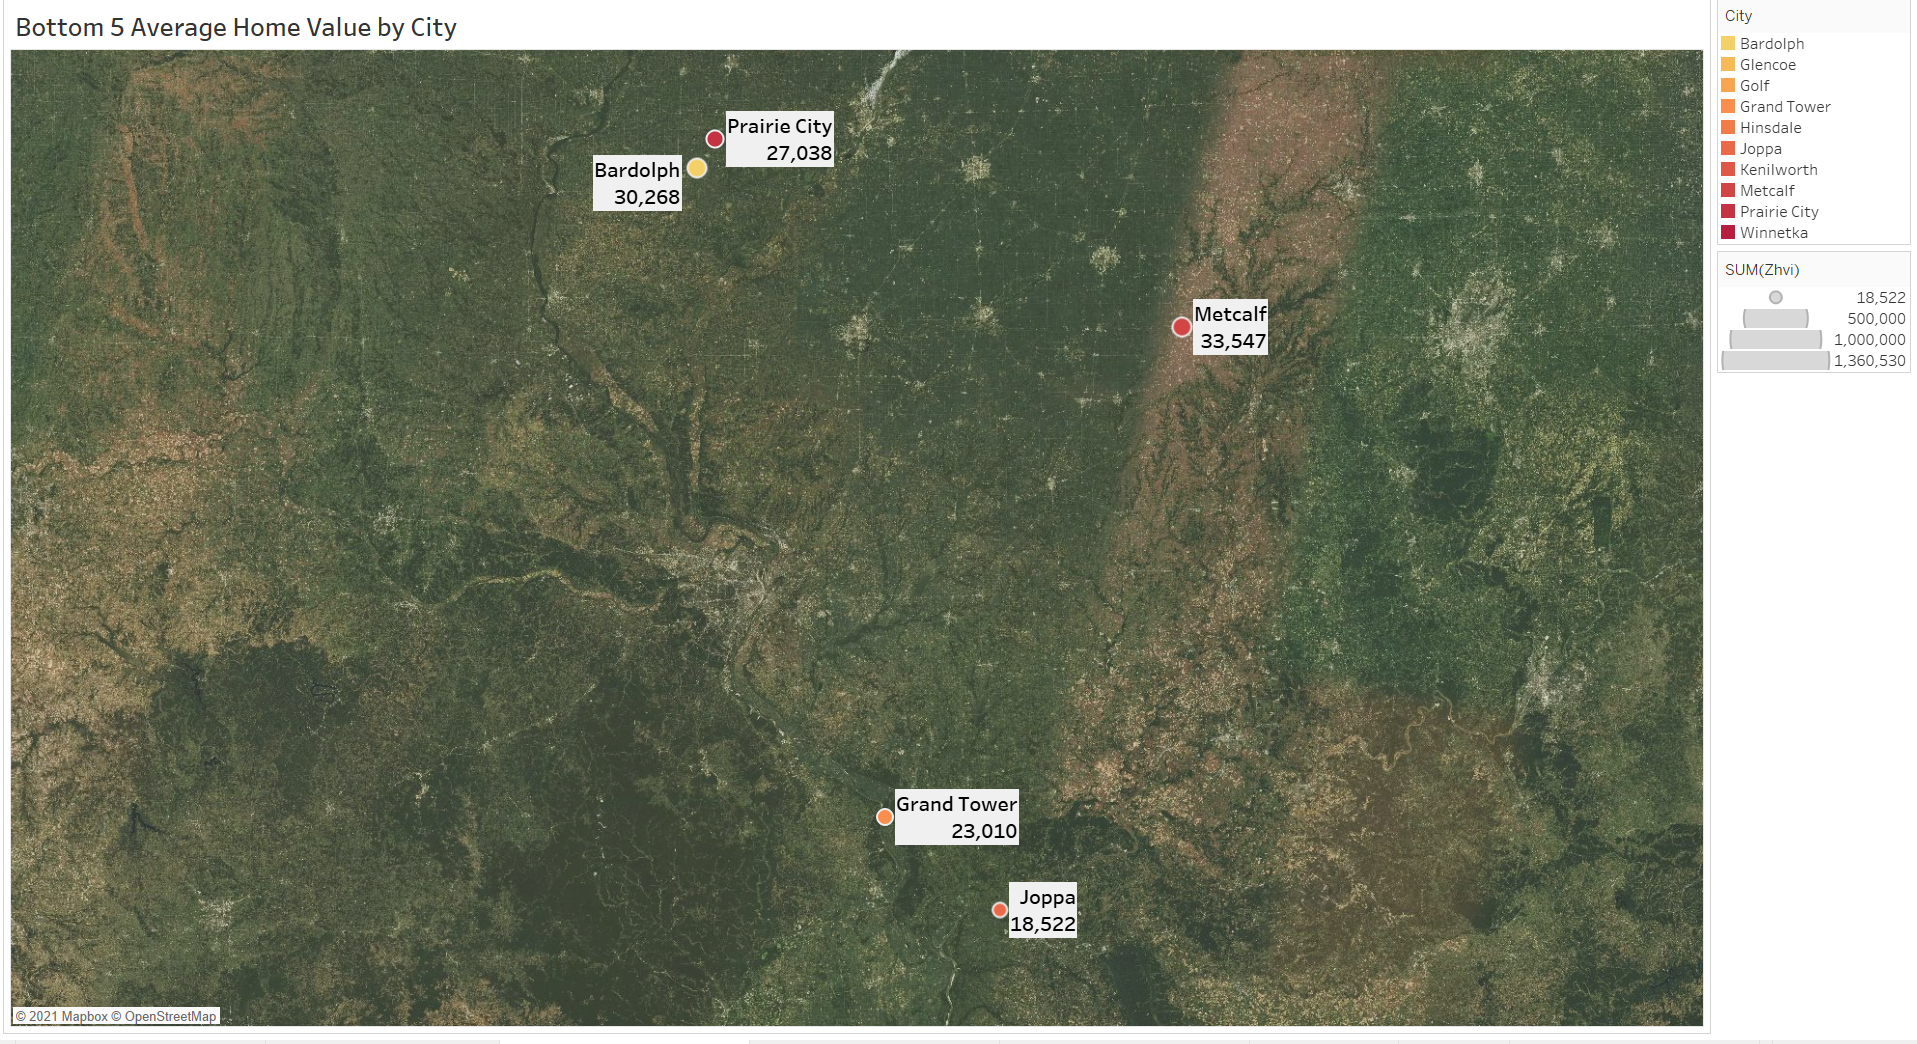 Bottom 5 Average Home Value by City
Prairie City
27,038
Bardolph
30,268
Metcalf
33,547
Grand Tower
23,010
Joppa
18,522
© 2021 Mapbox © OpenStreetMap
City
Bardolph
Glencoe
Golf
Grand Tower
Hinsdale
Joppa
Kenilworth
Metcalf
Prairie City
Winnetka
SUM(Zhvi)
18,522
500,000
1,000,000
1,360,530